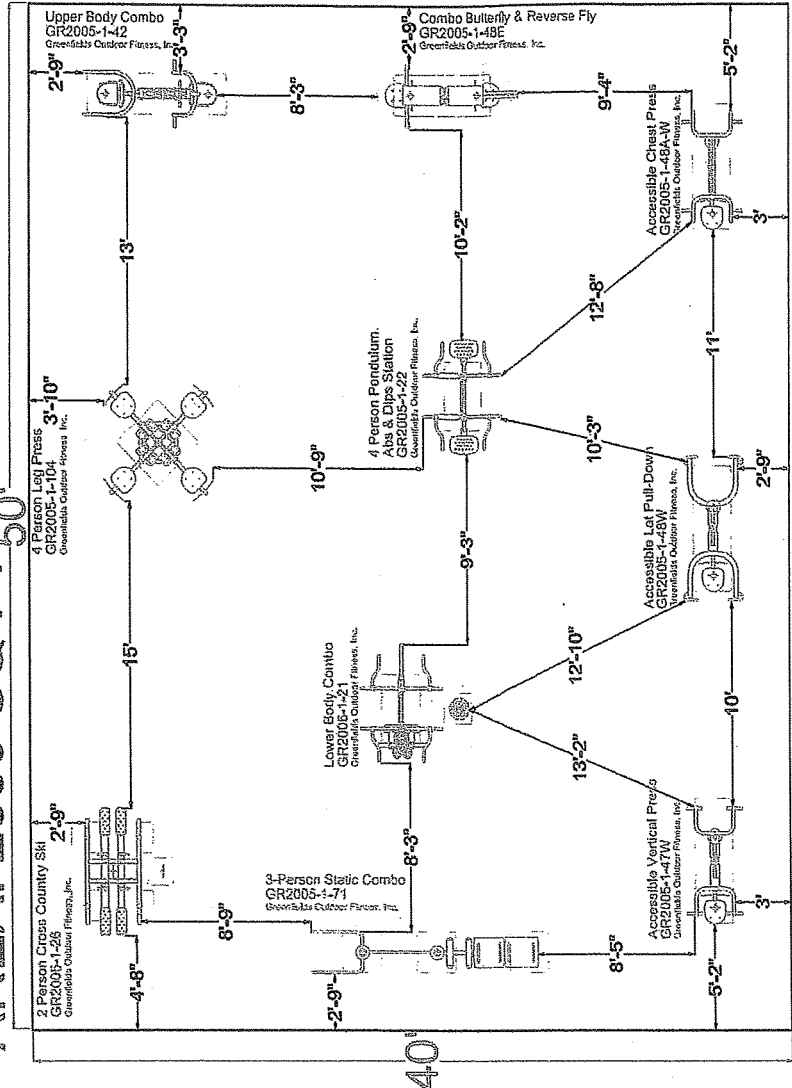 50'
40'
2 Person Cross Country Ski
GR2005-1-26
Greenfields Outdoor Fitness, Inc.
2'-9"
4'-8"
15'
4 Person Leg Press
GR2005-1-104
Greenfields Outdoor Fitness, Inc.
3'-10"
13'
Upper Body Combo
GR2005-1-42
Greenfields Outdoor Fitness, Inc.
2'-9"
3'-3"
8'-3"
Combo Butterfly & Reverse Fly
GR2005-1-48E
Greenfields Outdoor Fitness, Inc.
2'-9"
9'-4"
10'-2"
8'-9"
3-Person Static Combo
GR2005-1-71
Greenfields Outdoor Fitness, Inc.
2'-9"
8'-3"
Lower Body Combo
GR2005-1-21
Greenfields Outdoor Fitness, Inc.
9'-3"
10'-9"
4 Person Pendulum,
Abs & Dips Station
GR2005-1-22
Greenfields Outdoor Fitness, Inc.
8'-5"
13'-2"
12'-10"
10'-3"
12'-8"
Accessible Vertical Press
GR2005-1-47W
Greenfields Outdoor Fitness, Inc.
5'-2"
3'
10'
Accessible Lat Pull-Down
GR2005-1-48W
Greenfields Outdoor Fitness, Inc.
2'-9"
11'
Accessible Chest Press
GR2005-1-48A-W
Greenfields Outdoor Fitness, Inc.
5'-2"
3'